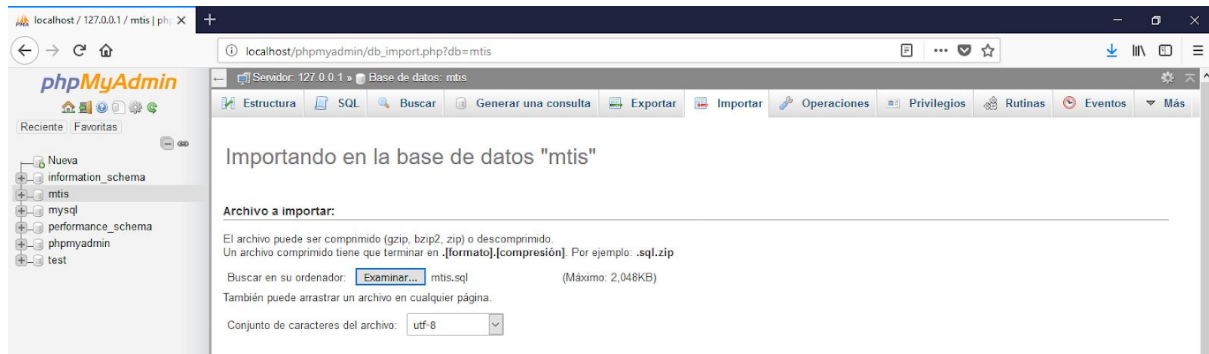 localhost / 127.0.0.1 / mtis | ph
localhost/phpmyadmin/db_import.php?db=mtis
phpMyAdmin
Reciente Favoritas
Nueva
information_schema
mtis
mysql
performance_schema
phpmyadmin
test
Servidor: 127.0.0.1 » Base de datos: mtis
Estructura SQL Buscar Generar una consulta Exportar Importar Operaciones Privilegios Rutinas Eventos Más
Importando en la base de datos "mtis"
Archivo a importar:
El archivo puede ser comprimido (gzip, bzip2, zip) o descomprimido.
Un archivo comprimido tiene que terminar en .[formato].[compresión]. Por ejemplo: .sql.zip
Buscar en su ordenador: Examinar... mtis.sql (Máximo: 2,048KB)
También puede arrastrar un archivo en cualquier página.
Conjunto de caracteres del archivo: utf-8